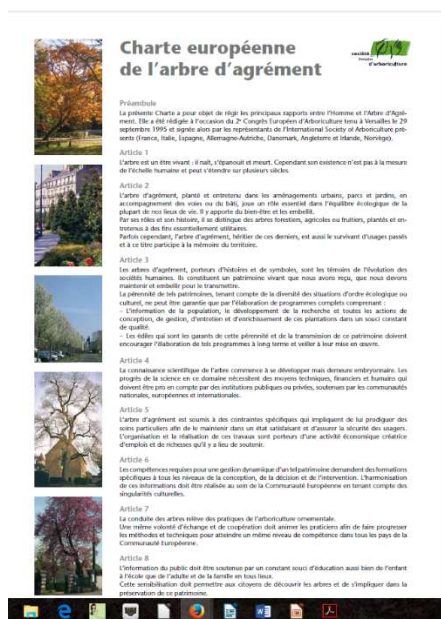 Charte européenne
de l'arbre d'agrément
société
d'arboriculture
Préambule
La présente Charte a pour objet de régir les principaux rapports entre l'Homme et l'Arbre d'Agré-
ment. Elle a été rédigée à l'occasion du 2e Congrès Européen d'Arboriculture tenu à Versailles le 29
septembre 1995 et signée alors par les représentants de l'International Society of Arboriculture pré-
sents (France, Italie, Espagne, Allemagne-Autriche, Danemark, Angleterre et Irlande, Norvège).
Article 1
L'arbre est un être vivant : il naît, s'épanouit et meurt. Cependant son existence n'est pas à la mesure
de l'échelle humaine et peut s'étendre sur plusieurs siècles.
Article 2
L'arbre d'agrément, planté et entretenu dans les aménagements urbains, parcs et jardins, en
accompagnement des voies ou du bâti, joue un rôle essentiel dans l'équilibre écologique de la
plupart de nos lieux de vie. Il y apporte du bien-être et les embellit.
Par ses rôles et son histoire, il se distingue des arbres forestiers, agricoles ou fruitiers, plantés et en-
tretenus à des fins essentiellement utilitaires.
Parfois cependant, l'arbre d'agrément, héritier de ces derniers, est aussi le survivant d'usages passés
et à ce titre participe à la mémoire du territoire.
Article 3
Les arbres d'agrément, porteurs d'histoires et de symboles, sont les témoins de l'évolution des
sociétés humaines. Ils constituent un patrimoine vivant que nous avons reçu, que nous devons
maintenir et embellir pour le transmettre.
La pérennité de tels patrimoines, tenant compte de la diversité des situations d'ordre écologique ou
culturel, ne peut être garantie que par l'élaboration de programmes complets comprenant :
– L'information de la population, le développement de la recherche et toutes les actions de
conception, de gestion, d'entretien et d'enrichissement de ces plantations dans un souci constant
de qualité.
– Les édiles qui sont les garants de cette pérennité et de la transmission de ce patrimoine doivent
encourager l'élaboration de tels programmes à long terme et veiller à leur mise en œuvre.
Article 4
La connaissance scientifique de l'arbre commence à se développer mais demeure embryonnaire. Les
progrès de la science en ce domaine nécessitent des moyens techniques, financiers et humains qui
doivent être pro en compte par des institutions publiques ou privées, soutenues par les communautés
nationales, européennes et internationales.
Article 5
L'arbre d'agrément est soumis à des contraintes spécifiques qui impliquent de lui prodiguer des
soins particuliers afin de le maintenir dans un état satisfaisant et d'assurer la sécurité des usagers.
L'organisation et la réalisation de ces travaux sont porteurs d'une activité économique créatrice
d'emplois et de richesses qu'il y a lieu de soutenir.
Article 6
Les compétences requises pour une gestion dynamique d'un tel patrimoine demandent des formations
spécifiques à tous les niveaux de la conception, de la décision et de l'intervention. L'harmonisation
de ces informations doit être réalisée au sein de la Communauté Européenne en tenant compte des
singularités culturelles.
Article 7
La conduite des arbres relève des pratiques de l'arboriculture ornementale.
Une même volonté d'échange et de coopération doit animer les praticiens afin de faire progresser
les méthodes et techniques pour atteindre un même niveau de compétence dans tous les pays de la
Communauté Européenne.
Article 8
L'information du public doit être soutenue par un constant souci d'éducation aussi bien de l'enfant
à l'école que de l'adulte et de la famille en tous lieux.
Cette sensibilisation doit permettre aux citoyens de découvrir les arbres et de s'impliquer dans la
préservation de ce patrimoine.